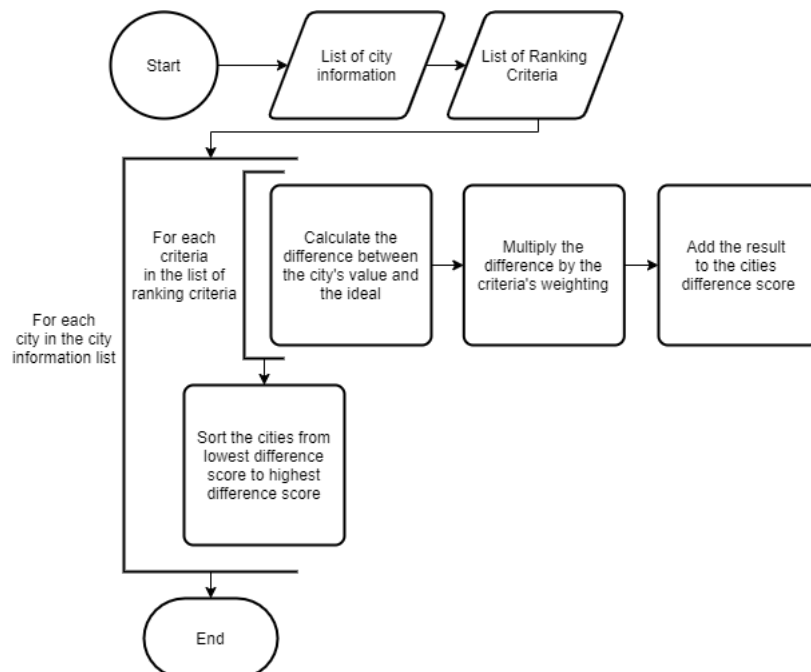 Start
List of city
information
List of Ranking
Criteria
For each
criteria
in the list of
ranking criteria
Calculate the
difference between
the city's value and
the ideal
Multiply the
difference by the
criteria's weighting
Add the result
to the cities
difference score
For each
city in the city
information list
Sort the cities from
lowest difference
score to highest
difference score
End